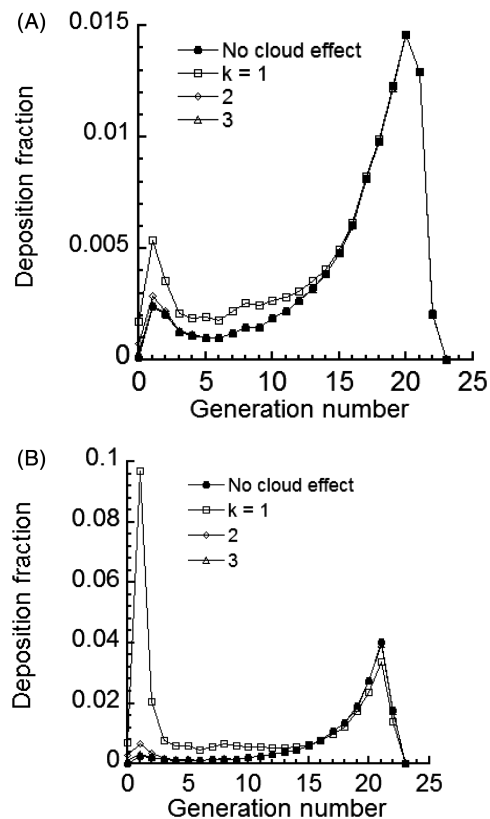 (A)
0.015
0.01
0.005
0
Deposition fraction
No cloud effect
k = 1
2
3
0 5 10 15 20 25
Generation number
(B)
0.1
0.08
0.06
0.04
0.02
0
Deposition fraction
No cloud effect
k = 1
2
3
0 5 10 15 20 25
Generation number